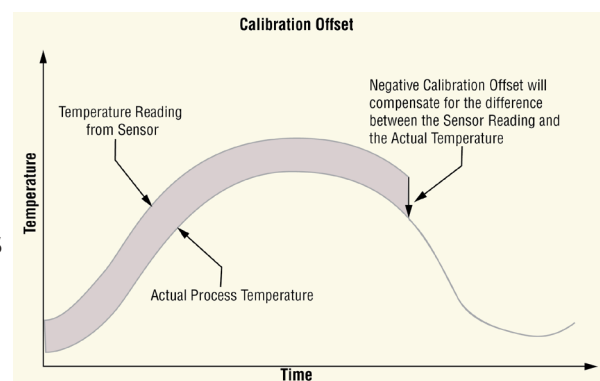 Calibration Offset
Negative Calibration Offset will
compensate for the difference
between the Sensor Reading and
the Actual Temperature
Temperature Reading
from Sensor
Temperature
Actual Process Temperature
Time